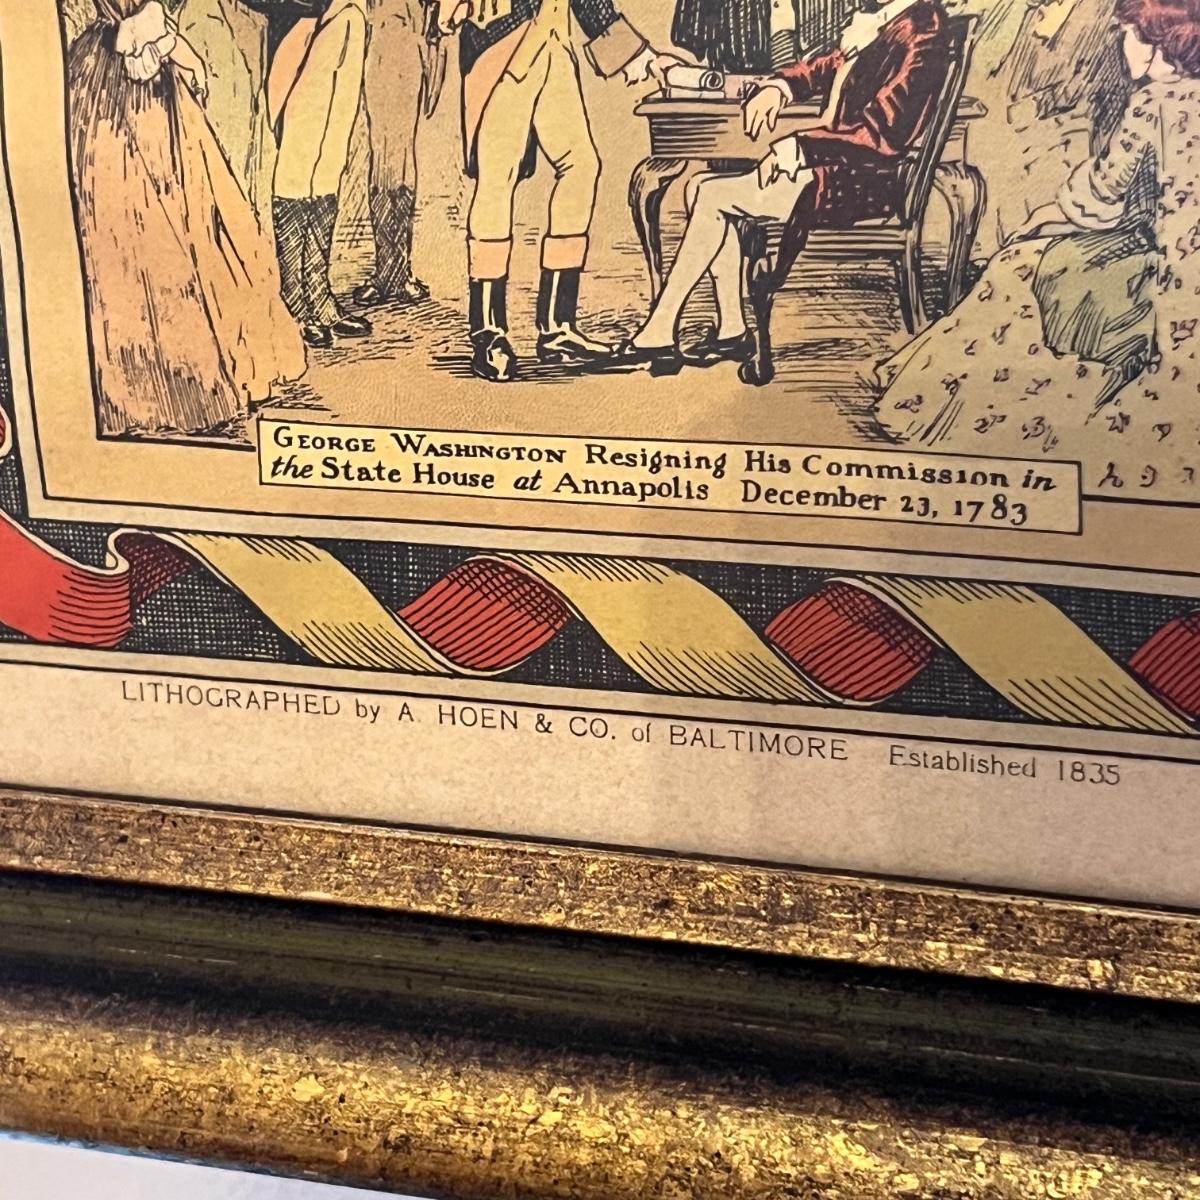 GEORGE WASHINGTON Resigning His Commission in
the State House at Annapolis December 23, 1783
LITHOGRAPHED by A. HOEN & CO. of BALTIMORE Established 1835